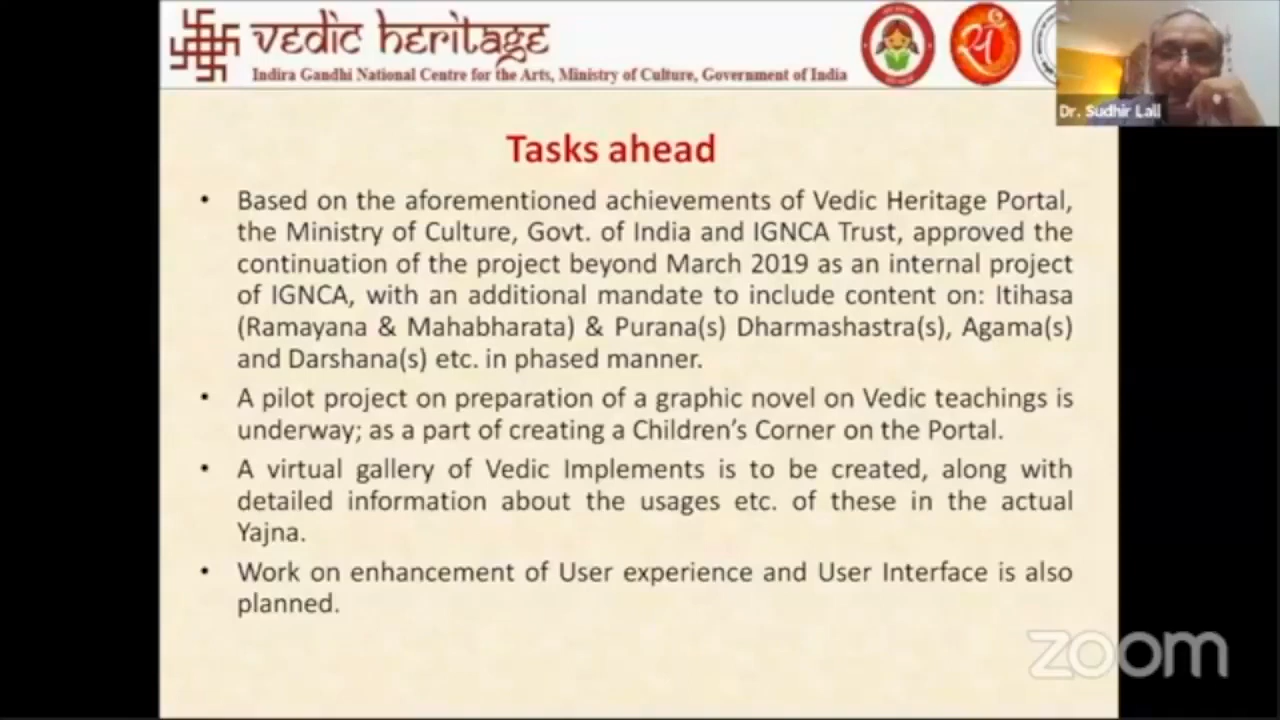 vedic heritage
Indira Gandhi National Centre for the Arts, Ministry of Culture, Government of India
Dr. Sudhir Lall
Tasks ahead
• Based on the aforementioned achievements of Vedic Heritage Portal,
the Ministry of Culture, Govt. of India and IGNCA Trust, approved the
continuation of the project beyond March 2019 as an internal project
of IGNCA, with an additional mandate to include content on: Itihasa
(Ramayana & Mahabharata) & Purana(s) Dharmashastra(s), Agama(s)
and Darshana(s) etc. in phased manner.
• A pilot project on preparation of a graphic novel on Vedic teachings is
underway; as a part of creating a Children’s Corner on the Portal.
• A virtual gallery of Vedic Implements is to be created, along with
detailed information about the usages etc. of these in the actual
Yajna.
• Work on enhancement of User experience and User Interface is also
planned.
zoom